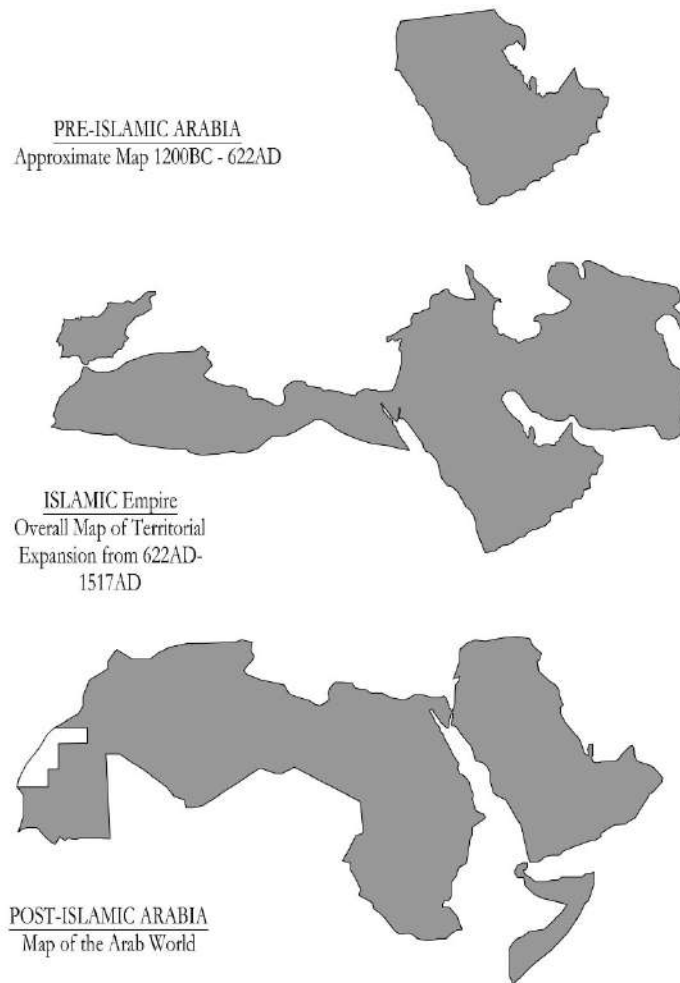 PRE-ISLAMIC ARABIA
Approximate Map 1200BC - 622AD
ISLAMIC Empire
Overall Map of Territorial
Expansion from 622AD-
1517AD
POST-ISLAMIC ARABIA
Map of the Arab World